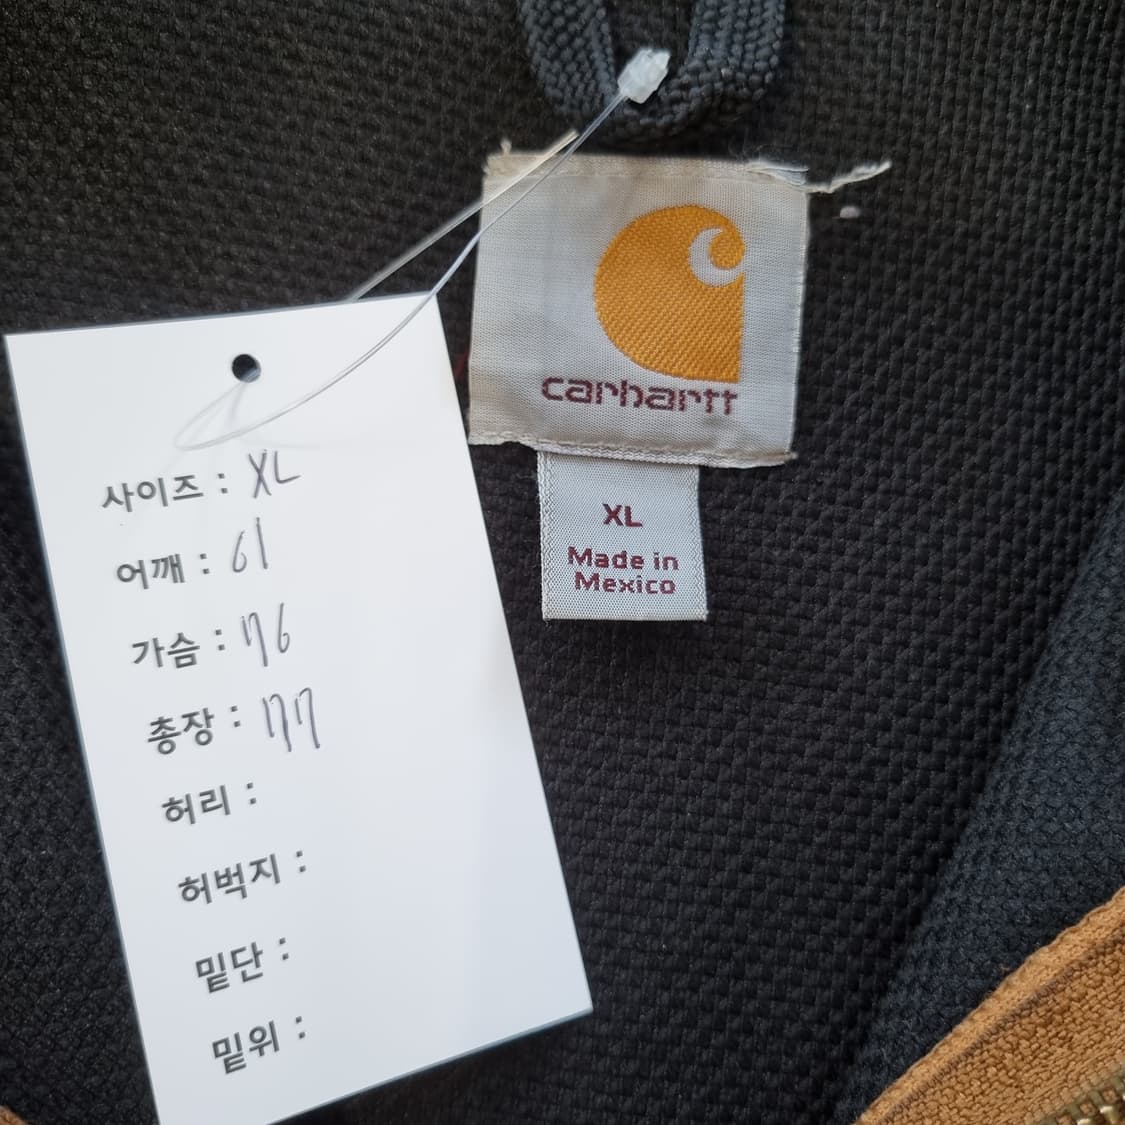 carhartt
XL
Made in
Mexico
사이즈 : XL
어깨 : 61
가슴 : 76
총장 : 77
허리 :
허벅지 :
밑단 :
밑위 :